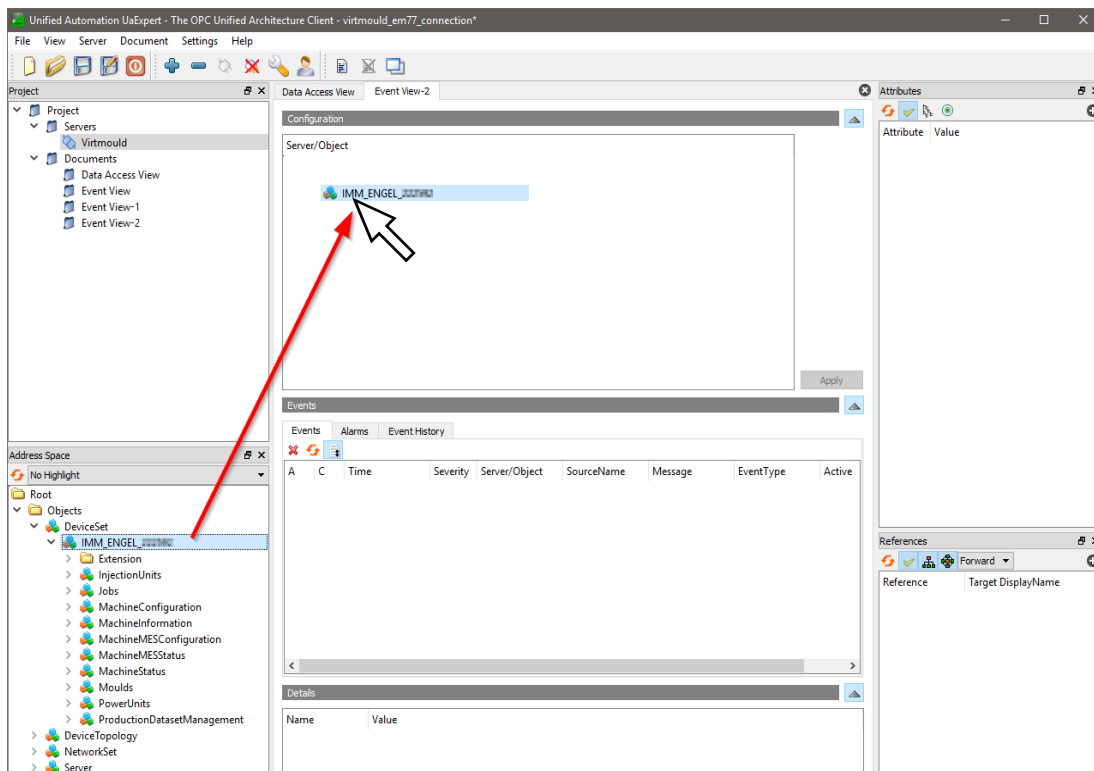 Unified Automation UaExpert - The OPC Unified Architecture Client - virtmould_em77_connection*
File View Server Document Settings Help
Project
Project
Servers
Virtmould
Documents
Data Access View
Event View
Event View-1
Event View-2
Address Space
No Highlight
Root
Objects
DeviceSet
IMM_ENGEL_
Extension
InjectionUnits
Jobs
MachineConfiguration
MachineInformation
MachineMESConfiguration
MachineMESStatus
MachineStatus
Moulds
PowerUnits
ProductionDatasetManagement
DeviceTopology
NetworkSet
Server
Data Access View Event View-2
Configuration
Server/Object
IMM_ENGEL_
Apply
Events
Events Alarms Event History
A C Time Severity Server/Object SourceName Message EventType Active
Details
Name Value
Attributes
Attribute Value
References
Forward
Reference Target DisplayName